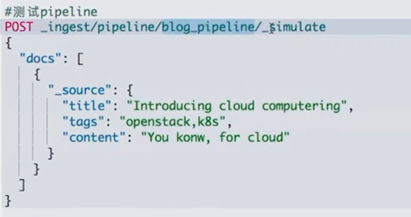 #测试pipeline
POST _ingest/pipeline/blog_pipeline/_simulate
{
  "docs": [
    {
      "_source": {
        "title": "Introducing cloud computering",
        "tags": "openstack,k8s",
        "content": "You konw, for cloud"
      }
    }
  ]
}